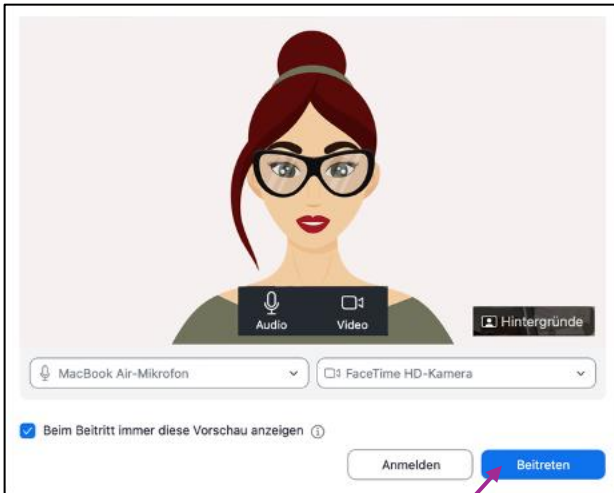 Audio Video
Hintergründe
MacBook Air-Mikrofon FaceTime HD-Kamera
Beim Beitritt immer diese Vorschau anzeigen
Anmelden Beitreten